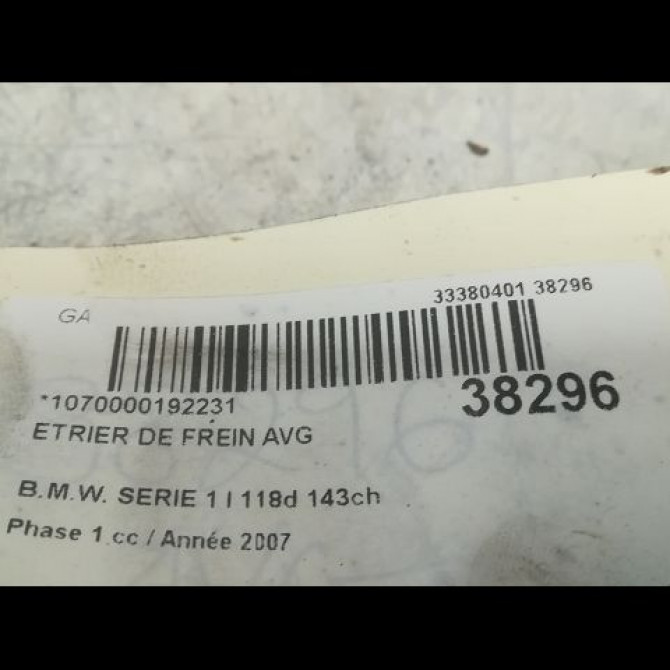 33380401 38296
GA
*1070000192231
38296
ETRIER DE FREIN AVG
B.M.W. SERIE 1 I 118d 143ch
Phase 1 cc / Année 2007